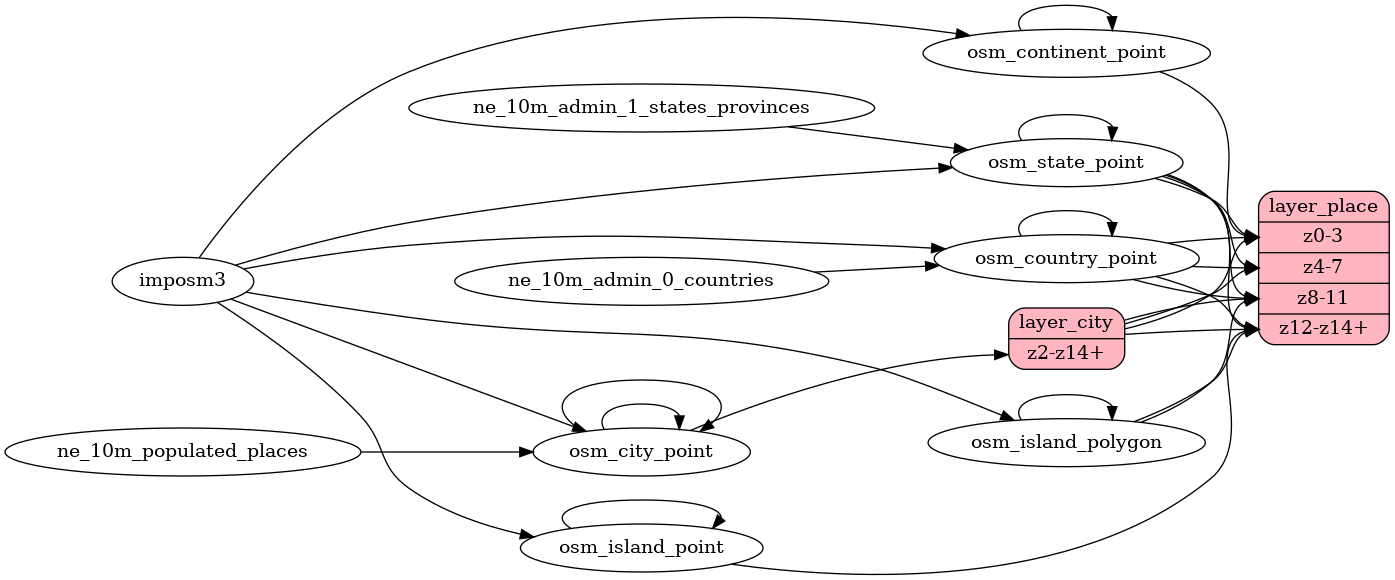 osm_continent_point
ne_10m_admin_1_states_provinces
osm_state_point
layer_place
z0-3
z4-7
z8-11
z12-z14+
osm_country_point
imposm3
ne_10m_admin_0_countries
layer_city
z2-z14+
osm_island_polygon
ne_10m_populated_places
osm_city_point
osm_island_point